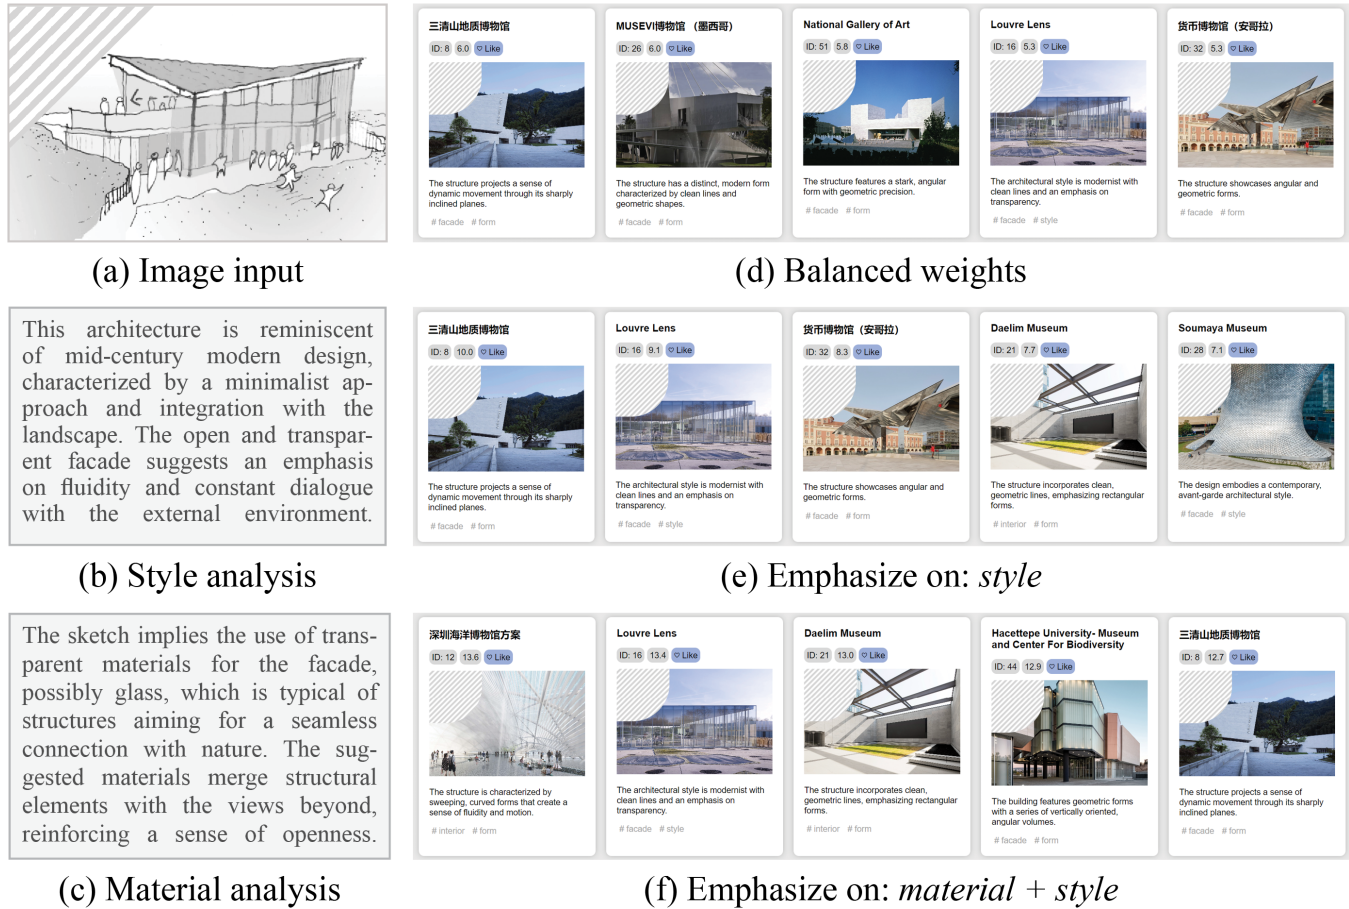 三清山地质博物馆
ID: 8 6.0 ♡ Like
The structure projects a sense of
dynamic movement through its sharply
inclined planes.
# facade # form
MUSEVI博物馆 （墨西哥）
ID: 26 6.0 ♡ Like
The structure has a distinct, modern form
characterized by clean lines and
geometric shapes.
# facade # form
National Gallery of Art
ID: 51 5.8 ♡ Like
The structure features a stark, angular
form with geometric precision.
# facade # form
Louvre Lens
ID: 16 5.3 ♡ Like
The architectural style is modernist with
clean lines and an emphasis on
transparency.
# facade # style
货币博物馆（安哥拉）
ID: 32 5.3 ♡ Like
The structure showcases angular and
geometric forms.
# facade # form
(a) Image input
(d) Balanced weights
This architecture is reminiscent
of mid-century modern design,
characterized by a minimalist ap-
proach and integration with the
landscape. The open and transpar-
ent facade suggests an emphasis
on fluidity and constant dialogue
with the external environment.
三清山地质博物馆
ID: 8 10.0 ♡ Like
The structure projects a sense of
dynamic movement through its sharply
inclined planes.
# facade # form
Louvre Lens
ID: 16 9.1 ♡ Like
The architectural style is modernist with
clean lines and an emphasis on
transparency.
# facade # style
货币博物馆（安哥拉）
ID: 32 8.3 ♡ Like
The structure showcases angular and
geometric forms.
# facade # form
Daelim Museum
ID: 21 7.7 ♡ Like
The structure incorporates clean,
geometric lines, emphasizing rectangular
forms.
# interior # form
Soumaya Museum
ID: 28 7.1 ♡ Like
The design embodies a contemporary,
avant-garde architectural style.
# facade # style
(b) Style analysis
(e) Emphasize on: style
The sketch implies the use of trans-
parent materials for the facade,
possibly glass, which is typical of
structures aiming for a seamless
connection with nature. The sug-
gested materials merge structural
elements with the views beyond,
reinforcing a sense of openness.
深圳海洋博物馆方案
ID: 12 13.6 ♡ Like
The structure is characterized by
sweeping, curved forms that create a
sense of fluidity and motion.
# interior # form
Louvre Lens
ID: 16 13.4 ♡ Like
The architectural style is modernist with
clean lines and an emphasis on
transparency.
# facade # style
Daelim Museum
ID: 21 13.0 ♡ Like
The structure incorporates clean,
geometric lines, emphasizing rectangular
forms.
# interior # form
Hacettepe University- Museum
and Center For Biodiversity
ID: 44 12.9 ♡ Like
The building features geometric forms
with a series of vertically oriented,
angular volumes.
# facade # form
三清山地质博物馆
ID: 8 12.7 ♡ Like
The structure projects a sense of
dynamic movement through its sharply
inclined planes.
# facade # form
(c) Material analysis
(f) Emphasize on: material + style